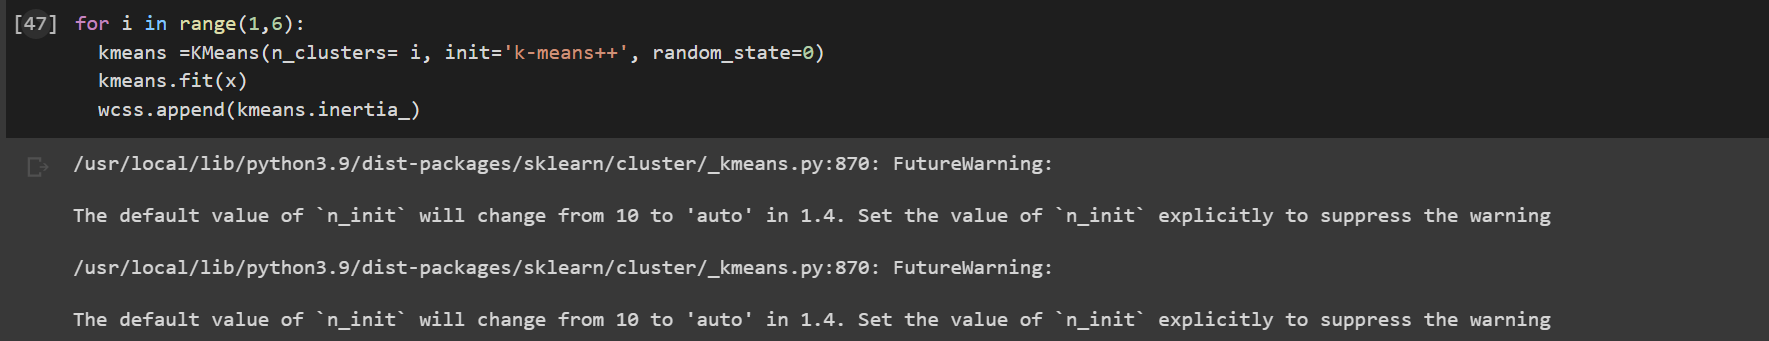 [47] for i in range(1,6):
kmeans =KMeans(n_clusters= i, init='k-means++', random_state=0)
kmeans.fit(x)
wcss.append(kmeans.inertia_)
/usr/local/lib/python3.9/dist-packages/sklearn/cluster/_kmeans.py:870: FutureWarning:
The default value of `n_init` will change from 10 to 'auto' in 1.4. Set the value of `n_init` explicitly to suppress the warning
/usr/local/lib/python3.9/dist-packages/sklearn/cluster/_kmeans.py:870: FutureWarning:
The default value of `n_init` will change from 10 to 'auto' in 1.4. Set the value of `n_init` explicitly to suppress the warning